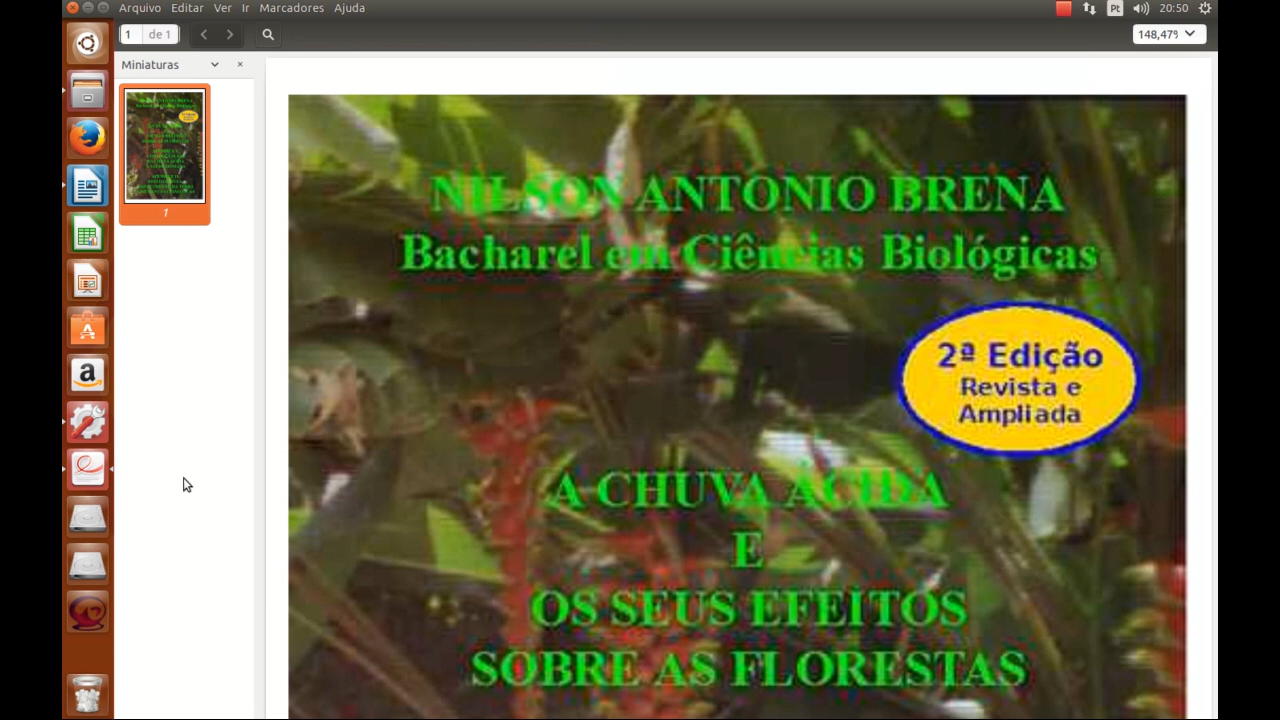 Arquivo Editar Ver Ir Marcadores Ajuda
Pt 20:50
1 de 1
148,47%
Miniaturas
NILSON ANTONIO BRENA
Bacharel em Ciências Biológicas
2ª Edição
Revista e
Ampliada
A CHUVA ÁCIDA
E
OS SEUS EFEITOS
SOBRE AS FLORESTAS
1